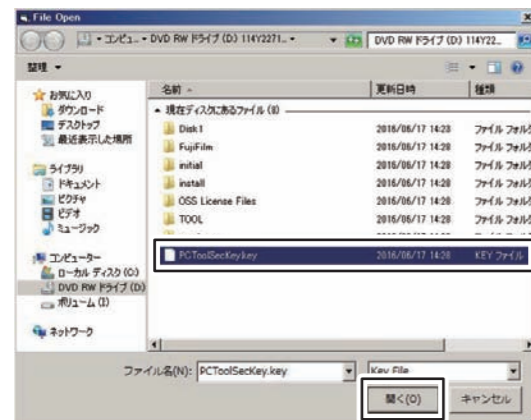 File Open
コンピュ... DVD RW ドライブ (D:) 114Y2271_...
DVD RW ドライブ (D:) 114Y22...
整理
お気に入り
ダウンロード
デスクトップ
最近表示した場所
ライブラリ
ドキュメント
ピクチャ
ビデオ
ミュージック
コンピューター
ローカル ディスク (C:)
DVD RW ドライブ (D:)
ボリューム (I:)
ネットワーク
名前 更新日時 種類
現在ディスクにあるファイル (8)
Disk1 2016/06/17 14:28 ファイル フォルダ
FujiFilm 2016/06/17 14:28 ファイル フォルダ
initial 2016/06/17 14:28 ファイル フォルダ
install 2016/06/17 14:28 ファイル フォルダ
OSS License Files 2016/06/17 14:28 ファイル フォルダ
TOOL 2016/06/17 14:28 ファイル フォルダ
PCToolSecKey.key 2016/06/17 14:28 KEY ファイル
ファイル名(N): PCToolSecKey.key
Key File
開く(O) キャンセル